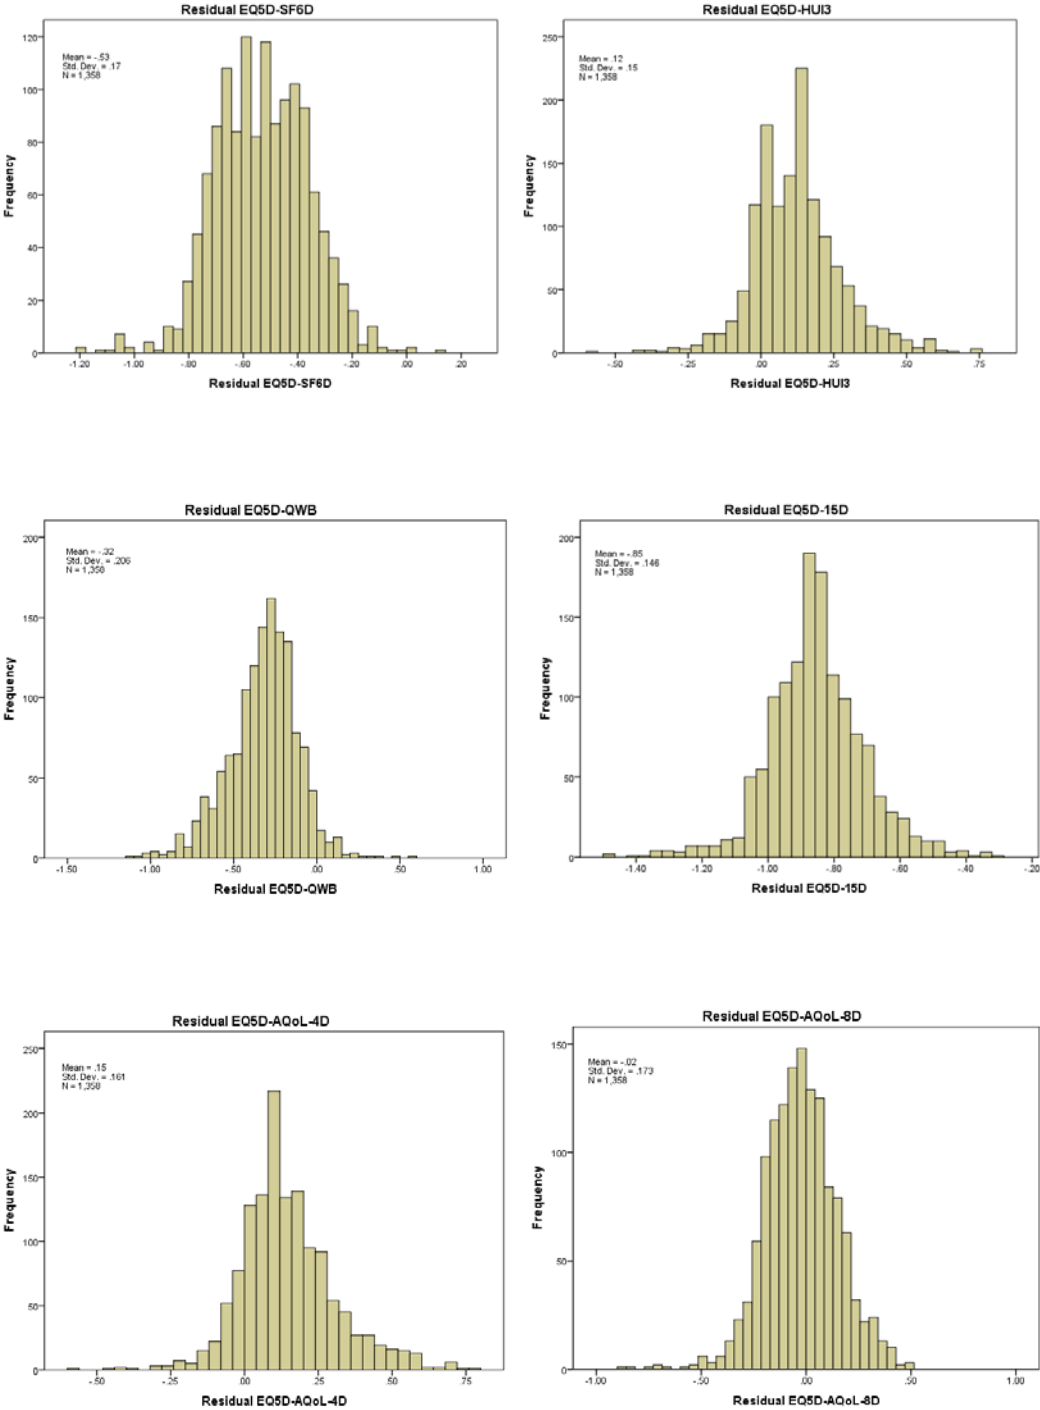 Residual EQ5D-SF6D
Mean = -.53
Std. Dev. = .17
N = 1,358
Frequency
120
100
80
60
40
20
0
-1.20
-1.00
-.80
-.60
-.40
-.20
.00
.20
Residual EQ5D-SF6D
Residual EQ5D-HUI3
Mean = .12
Std. Dev. = .15
N = 1,358
Frequency
250
200
150
100
50
0
-.50
-.25
.00
.25
.50
.75
Residual EQ5D-HUI3
Residual EQ5D-QWB
Mean = -.32
Std. Dev. = .206
N = 1,358
Frequency
200
150
100
50
0
-1.50
-1.00
-.50
.00
.50
1.00
Residual EQ5D-QWB
Residual EQ5D-15D
Mean = -.85
Std. Dev. = .146
N = 1,358
Frequency
200
150
100
50
0
-1.40
-1.20
-1.00
-.80
-.60
-.40
-.20
Residual EQ5D-15D
Residual EQ5D-AQoL-4D
Mean = .15
Std. Dev. = .161
N = 1,358
Frequency
250
200
150
100
50
0
-.50
-.25
.00
.25
.50
.75
Residual EQ5D-AQoL-4D
Residual EQ5D-AQoL-8D
Mean = -.02
Std. Dev. = .173
N = 1,358
Frequency
150
100
50
0
-1.00
-.50
.00
.50
1.00
Residual EQ5D-AQoL-8D